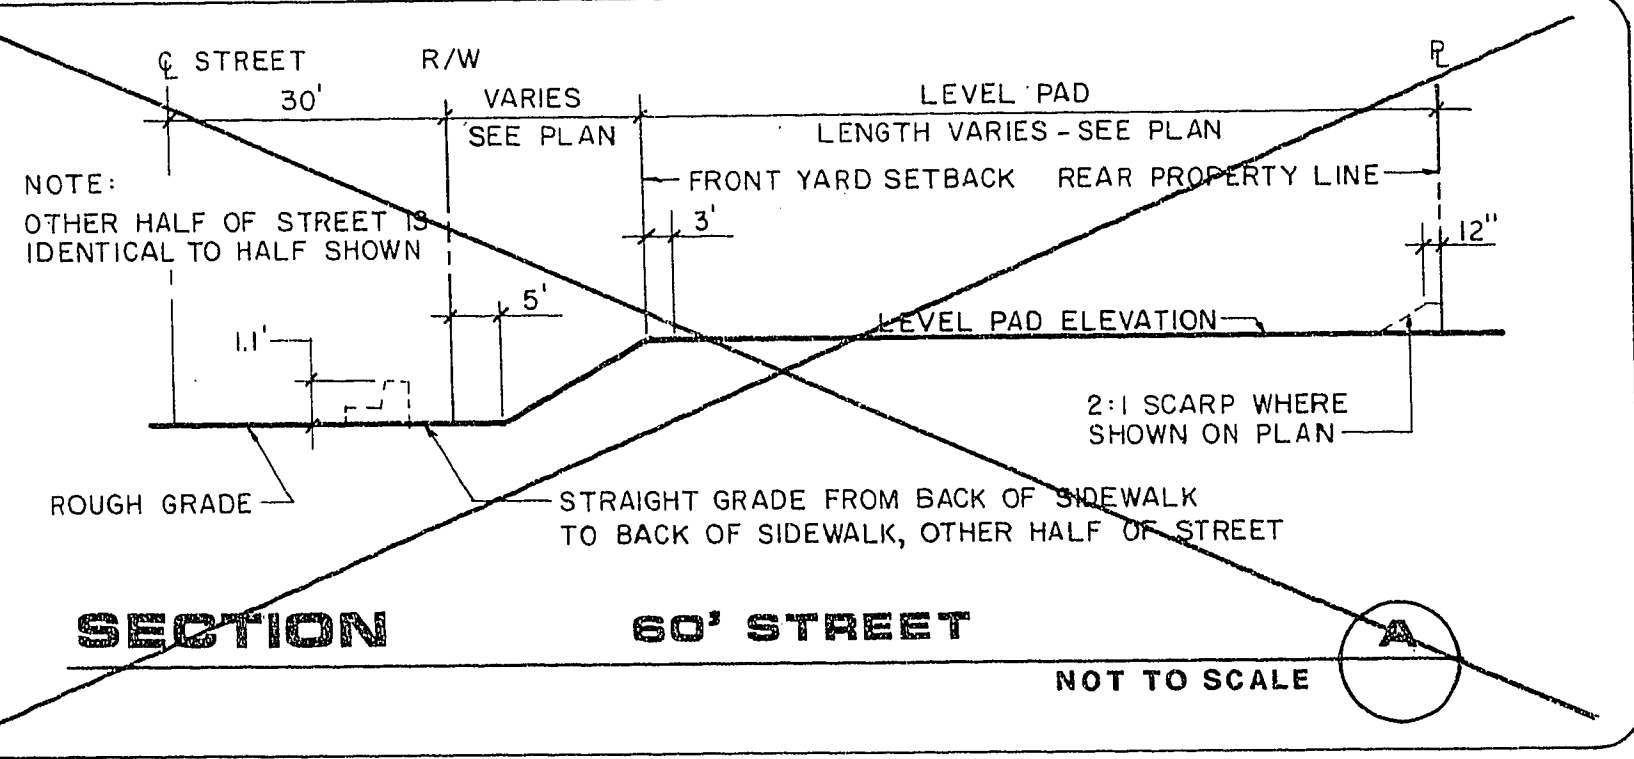 ℄ STREET
R/W
℄
30'
VARIES
SEE PLAN
LEVEL PAD
LENGTH VARIES - SEE PLAN
FRONT YARD SETBACK
REAR PROPERTY LINE
NOTE:
OTHER HALF OF STREET IS
IDENTICAL TO HALF SHOWN
3'
12"
5'
1.1'
LEVEL PAD ELEVATION
2:1 SCARP WHERE
SHOWN ON PLAN
ROUGH GRADE
STRAIGHT GRADE FROM BACK OF SIDEWALK
TO BACK OF SIDEWALK, OTHER HALF OF STREET
SECTION 60' STREET
A
NOT TO SCALE